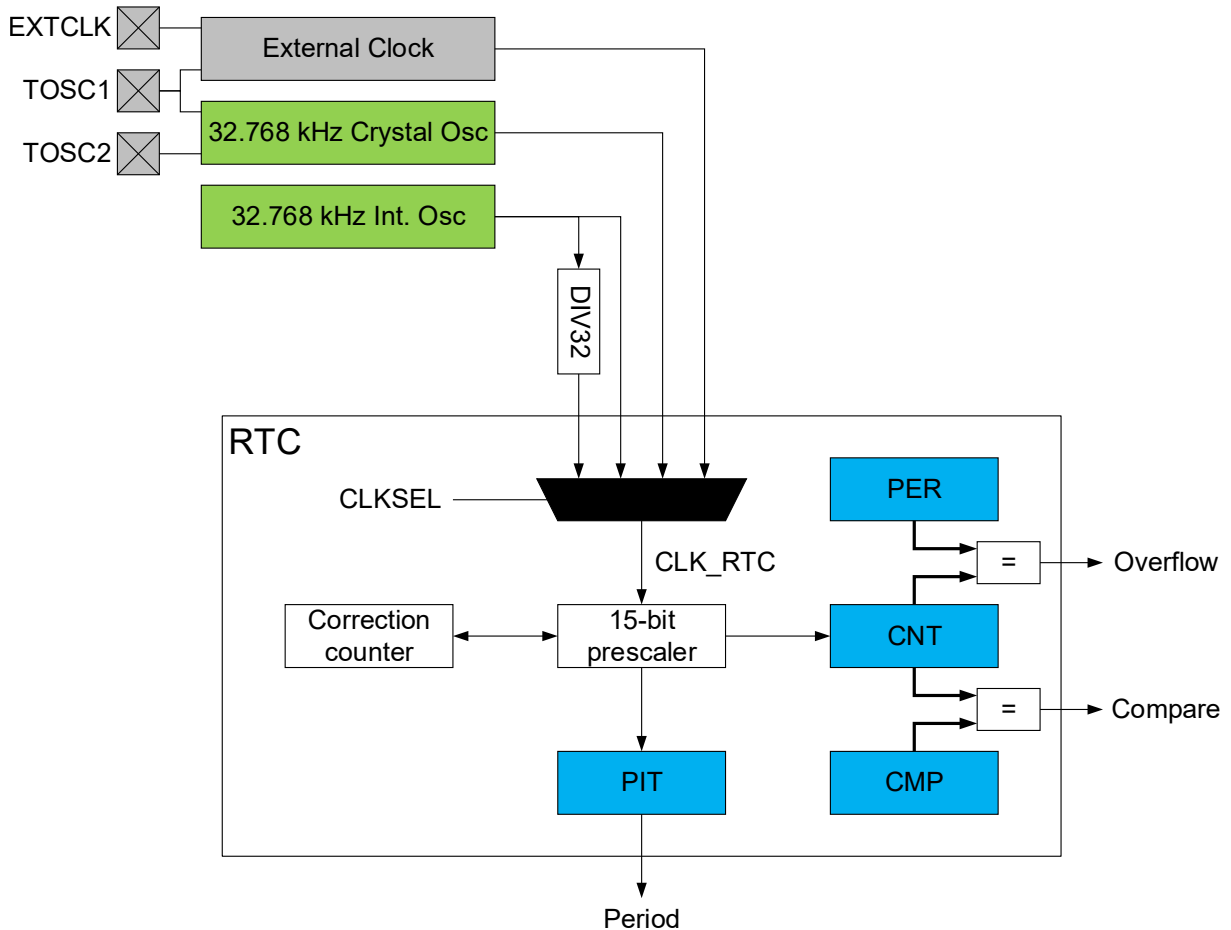 EXTCLK
External Clock
TOSC1
32.768 kHz Crystal Osc
TOSC2
32.768 kHz Int. Osc
DIV32
RTC
CLKSEL
PER
CLK_RTC
=
Overflow
Correction
counter
15-bit
prescaler
CNT
=
Compare
PIT
CMP
Period